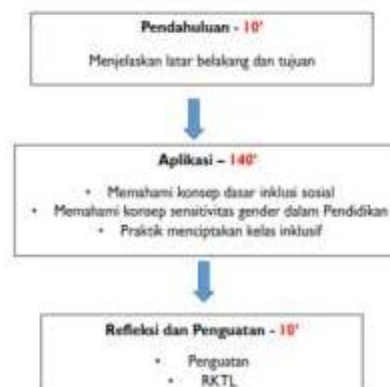 Pendahuluan - 10'
Menjelaskan latar belakang dan tujuan
Aplikasi – 140'
• Memahami konsep dasar inklusi sosial
• Memahami konsep sensitivitas gender dalam Pendidikan
• Praktik menciptakan kelas inklusif
Refleksi dan Penguatan - 10'
• Penguatan
• RKTL